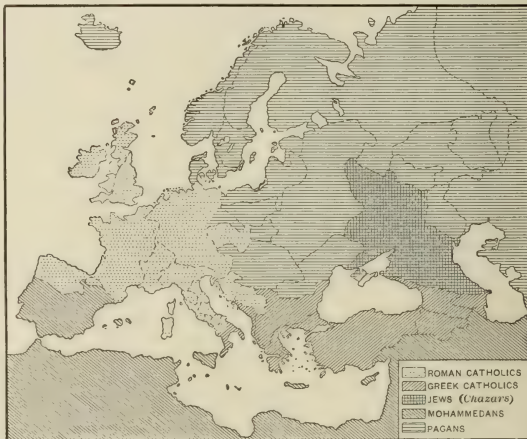 ROMAN CATHOLICS
GREEK CATHOLICS
JEWS (Chazars)
MOHAMMEDANS
PAGANS